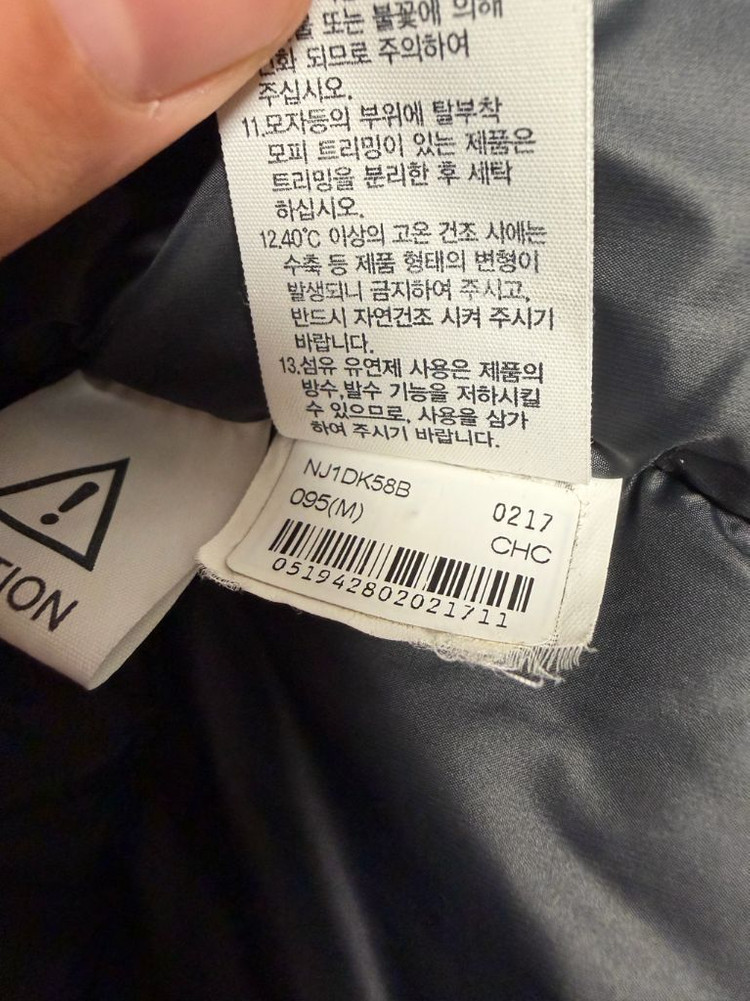 또는 불꽃에 의해
되므로 주의하여
주십시오.
11.모자등의 부위에 탈부착
모피 트리밍이 있는 제품은
트리밍을 분리한 후 세탁
하십시오.
12.40℃ 이상의 고온 건조 시에는
수축 등 제품 형태의 변형이
발생되니 금지하여 주시고,
반드시 자연건조 시켜 주시기
바랍니다.
13.섬유 유연제 사용은 제품의
방수,발수 기능을 저하시킬
수 있으므로, 사용을 삼가
하여 주시기 바랍니다.
NJ1DK58B
095(M) 0217
CHC
051942802021711
!
TION